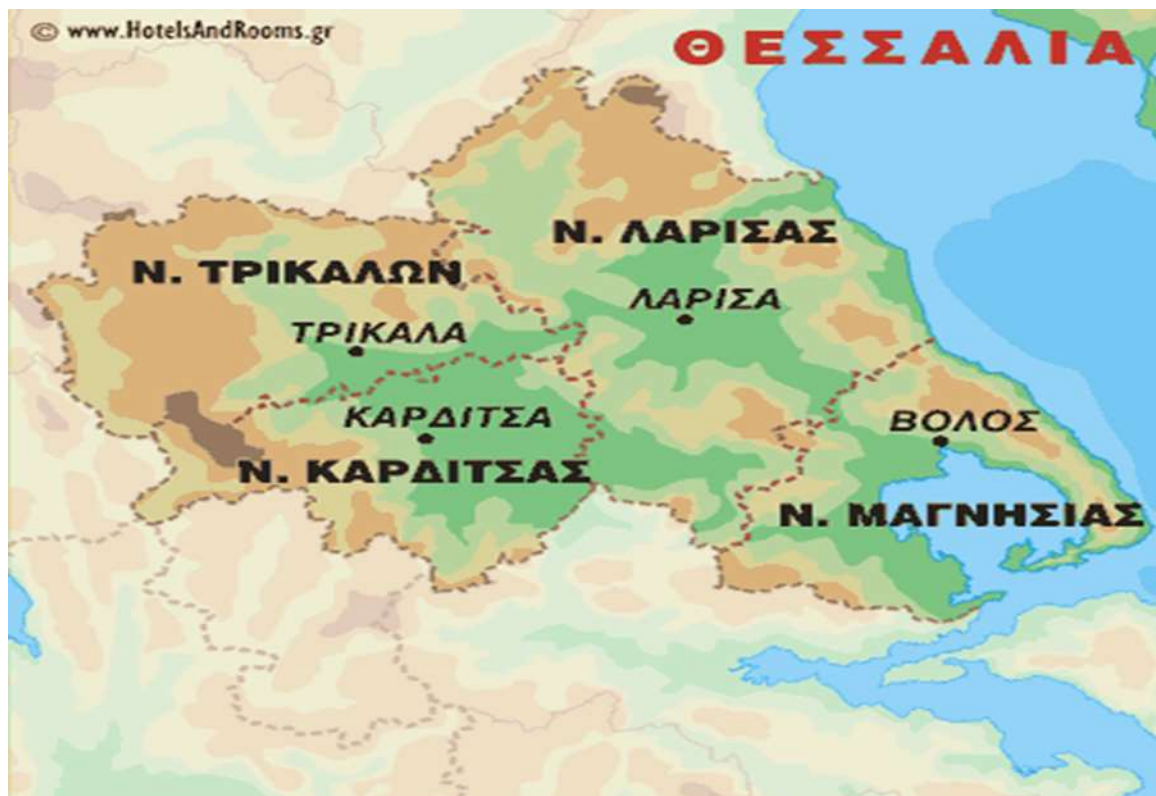 © www.HotelsAndRooms.gr
ΘΕΣΣΑΛΙΑ
Ν. ΛΑΡΙΣΑΣ
Ν. ΤΡΙΚΑΛΩΝ
ΛΑΡΙΣΑ
ΤΡΙΚΑΛΑ
ΚΑΡΔΙΤΣΑ
ΒΟΛΟΣ
Ν. ΚΑΡΔΙΤΣΑΣ
Ν. ΜΑΓΝΗΣΙΑΣ